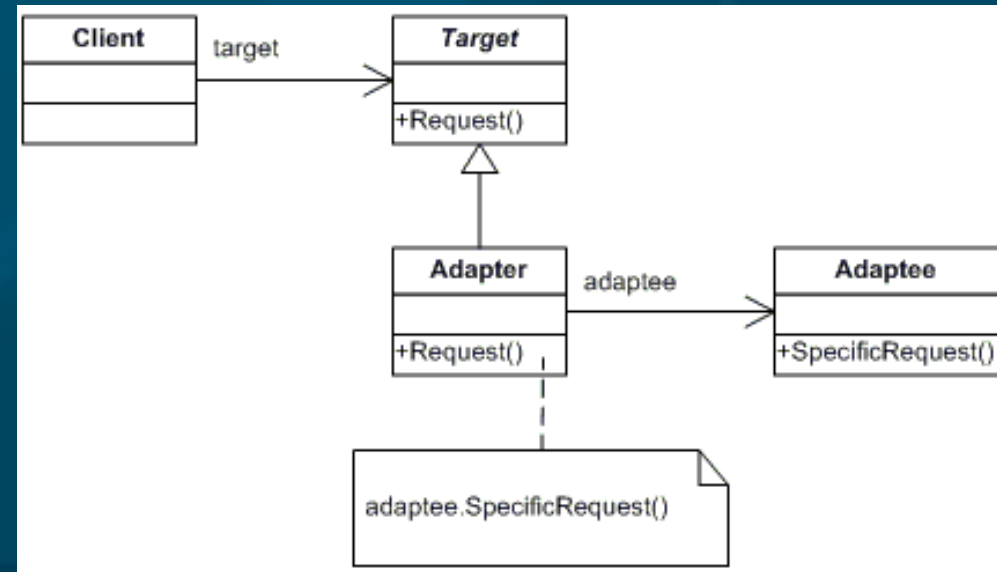 Client
target
Target
+Request()
Adapter
adaptee
Adaptee
+Request()
+SpecificRequest()
adaptee.SpecificRequest()